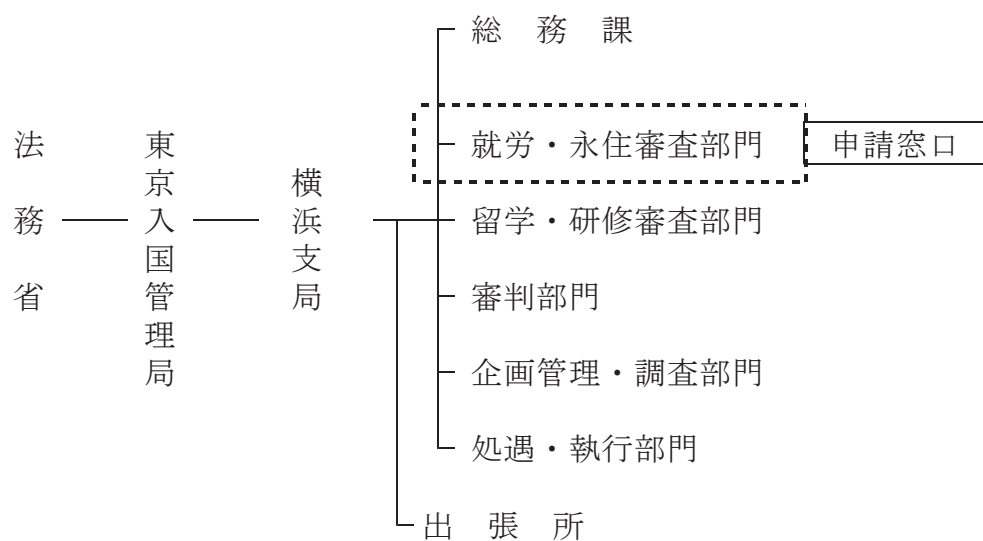 法務省
東京入国管理局
横浜支局
総務課
就労・永住審査部門
申請窓口
留学・研修審査部門
審判部門
企画管理・調査部門
処遇・執行部門
出張所